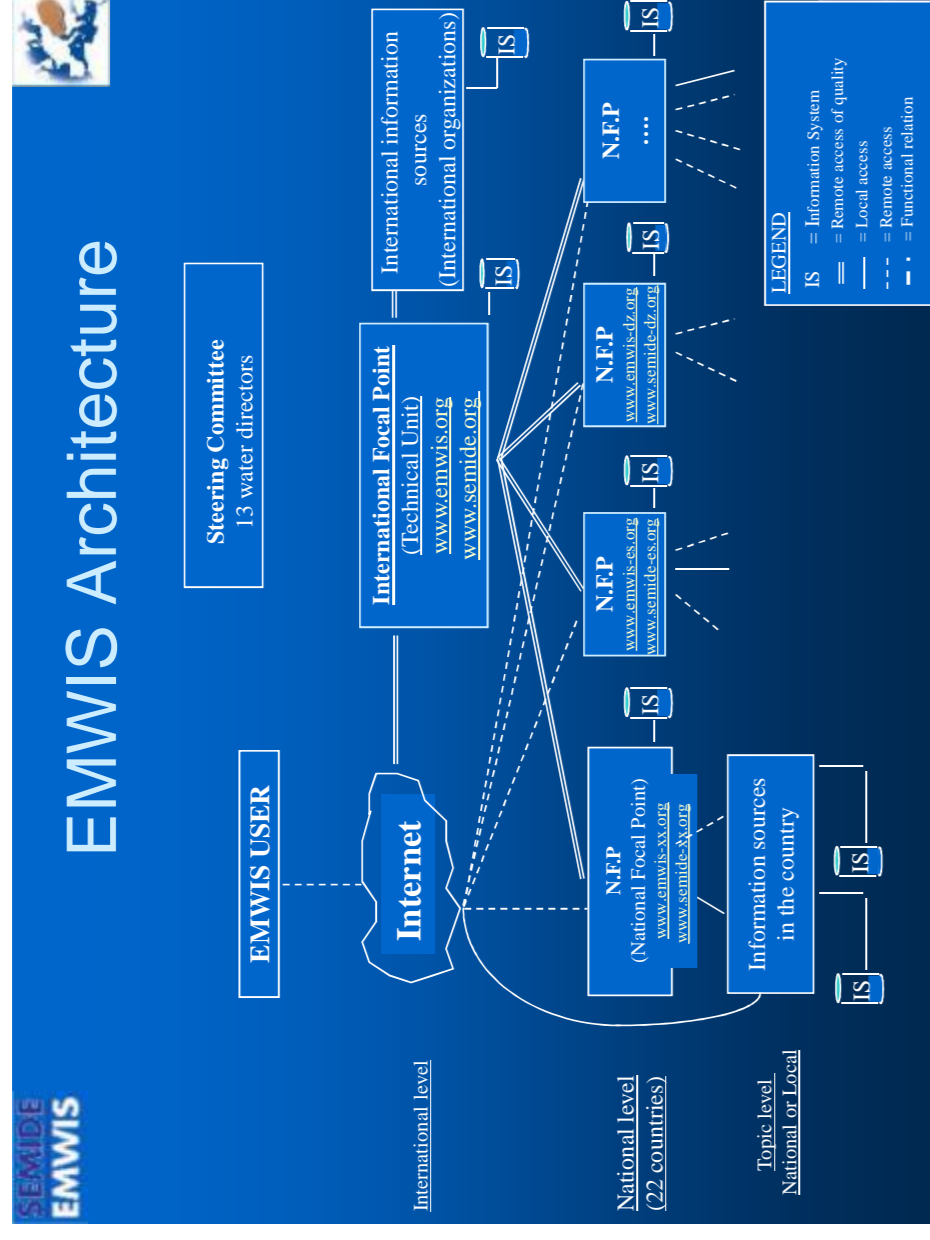 SEMIDE
EMWIS
EMWIS Architecture
EMWIS USER
Steering Committee
13 water directors
International level
Internet
International Focal Point
(Technical Unit)
www.emwis.org
www.semide.org
IS
International information
sources
(International organizations)
IS
National level
(22 countries)
N.F.P
(National Focal Point)
www.emwis-xx.org
www.semide-xx.org
IS
N.F.P
www.emwis-es.org
www.semide-es.org
IS
N.F.P
www.emwis-dz.org
www.semide-dz.org
IS
N.F.P
....
IS
Topic level
National or Local
Information sources
in the country
IS
IS
LEGEND
IS = Information System
= Remote access of quality
= Local access
= Remote access
= Functional relation